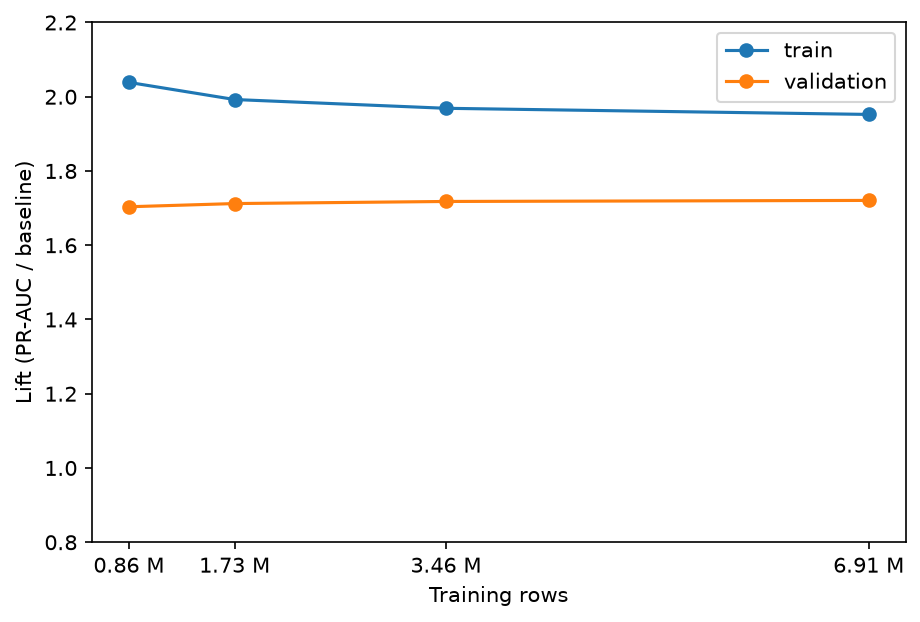 2.2
2.0
1.8
1.6
1.4
1.2
1.0
0.8
Lift (PR-AUC / baseline)
train
validation
0.86 M 1.73 M 3.46 M 6.91 M
Training rows